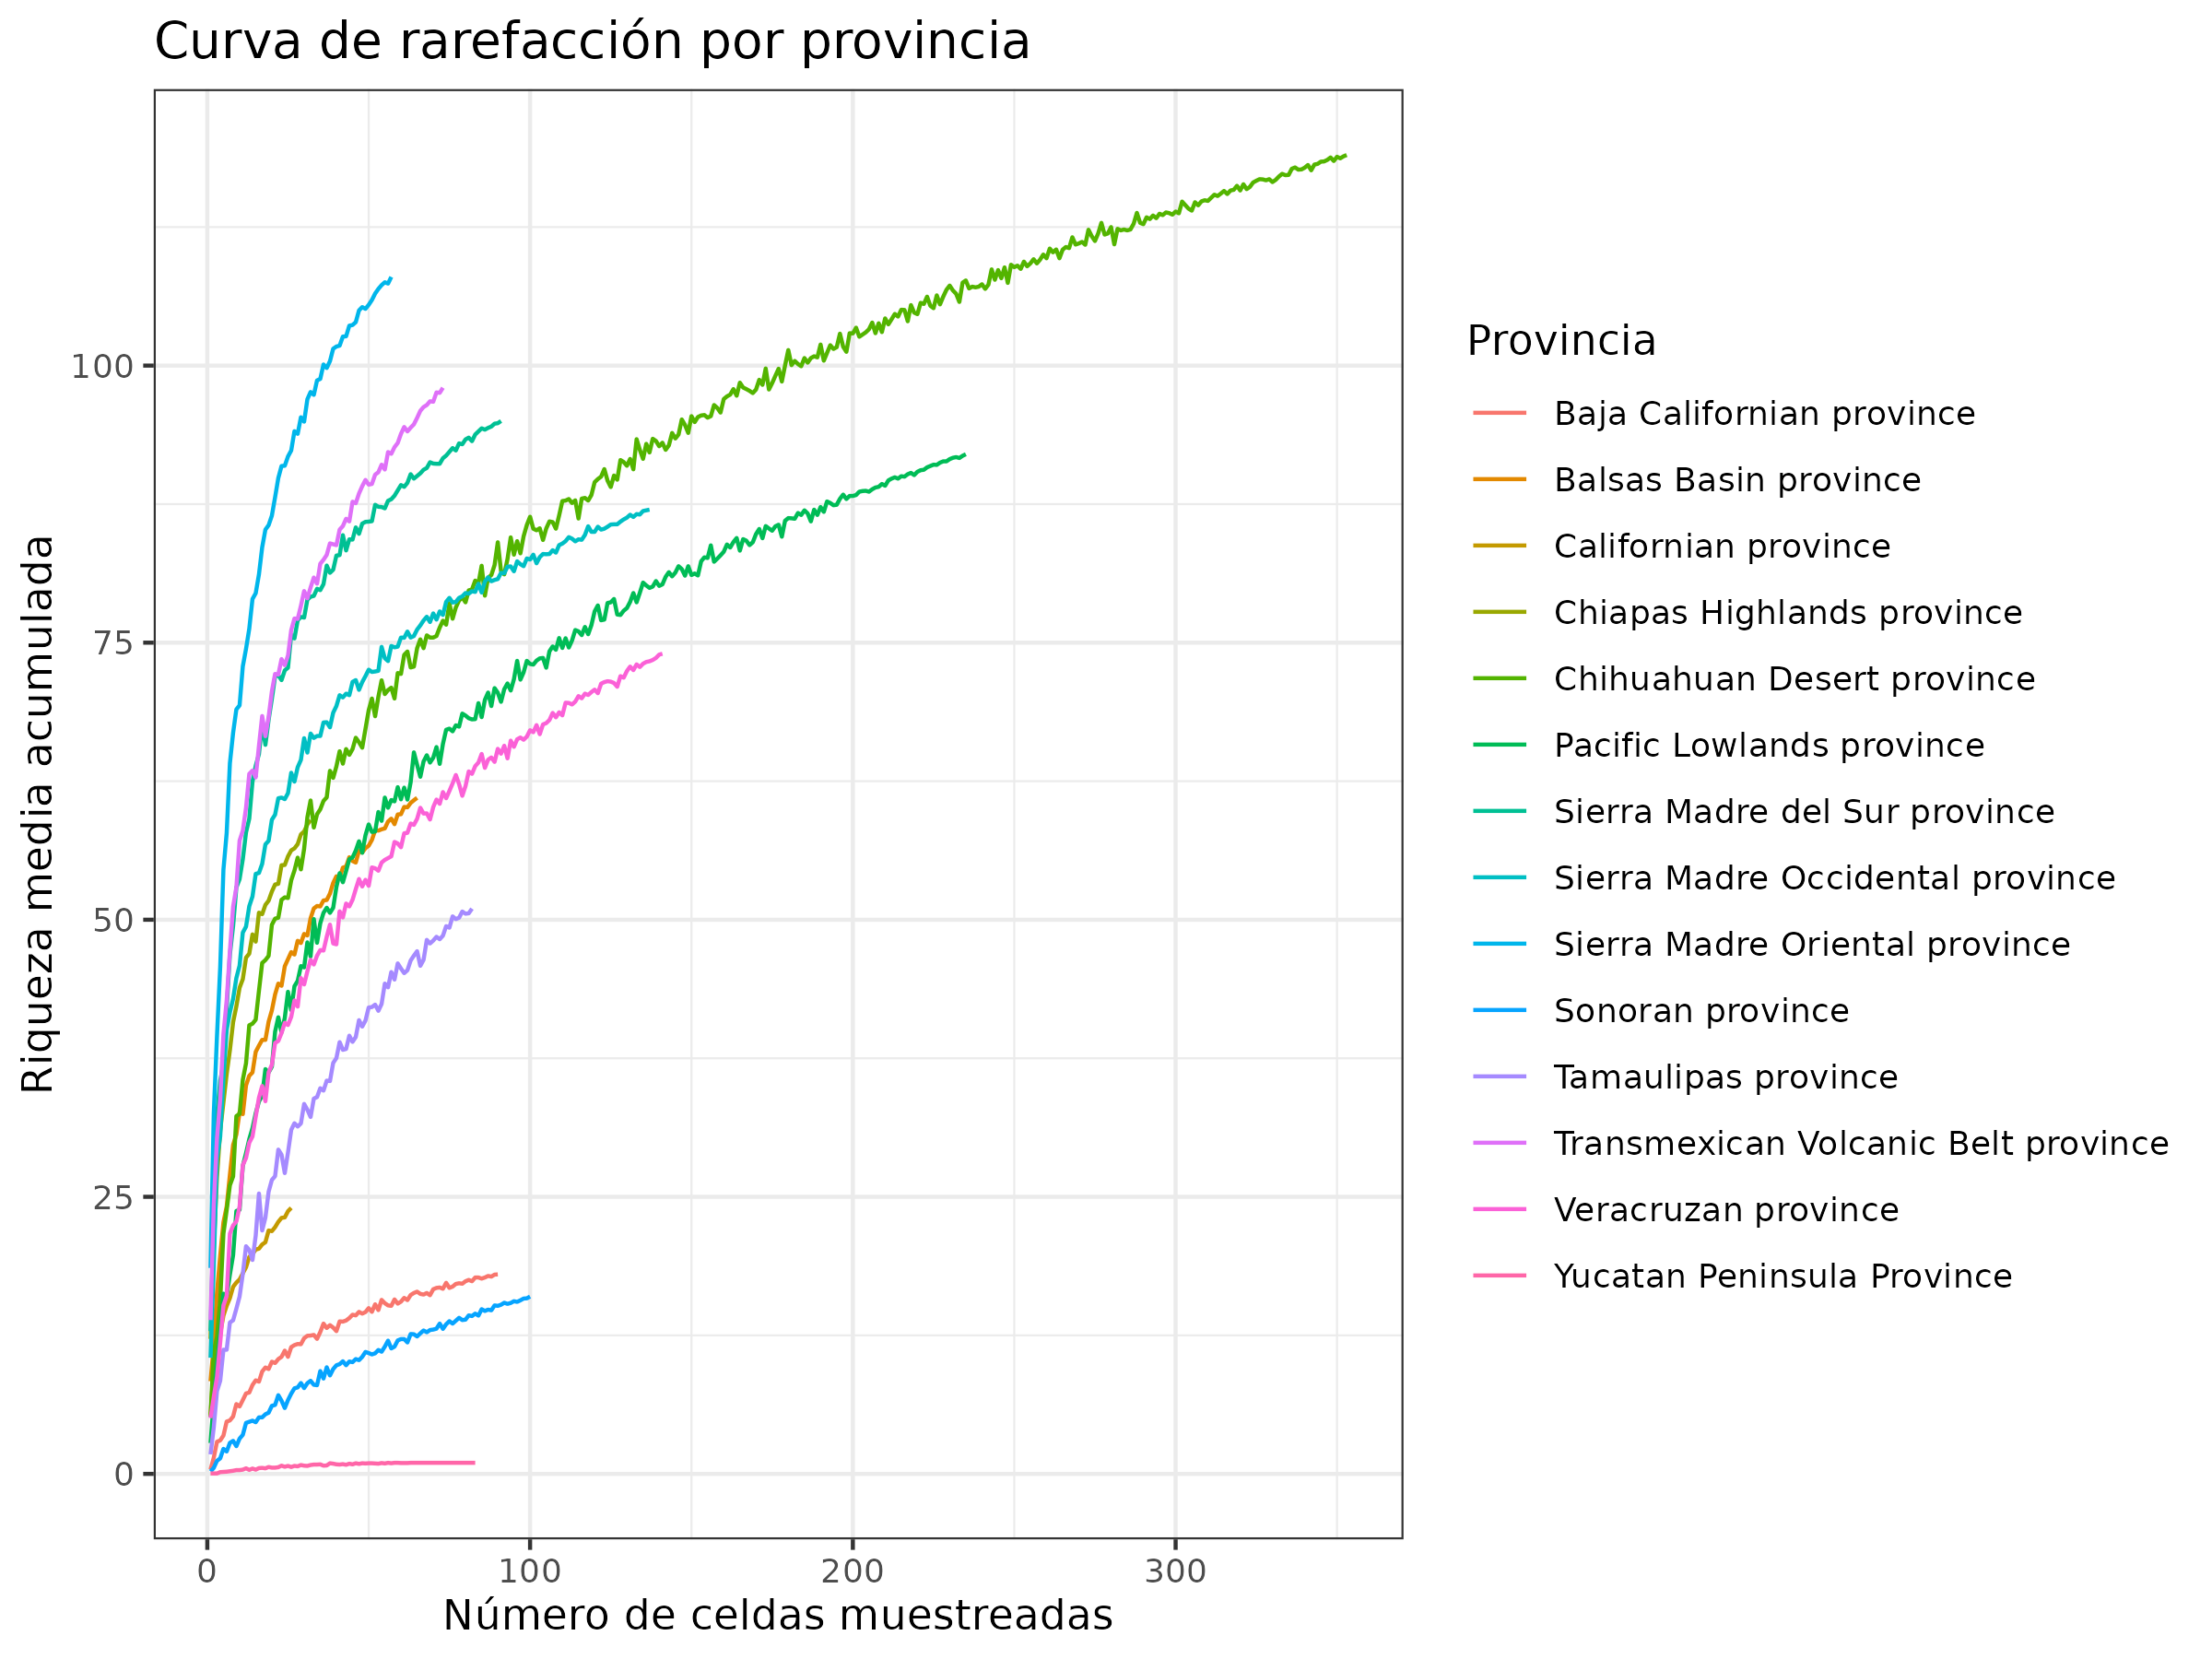 Curva de rarefacción por provincia
Riqueza media acumulada
100
75
50
25
0
0
100
200
300
Número de celdas muestreadas
Provincia
Baja Californian province
Balsas Basin province
Californian province
Chiapas Highlands province
Chihuahuan Desert province
Pacific Lowlands province
Sierra Madre del Sur province
Sierra Madre Occidental province
Sierra Madre Oriental province
Sonoran province
Tamaulipas province
Transmexican Volcanic Belt province
Veracruzan province
Yucatan Peninsula Province